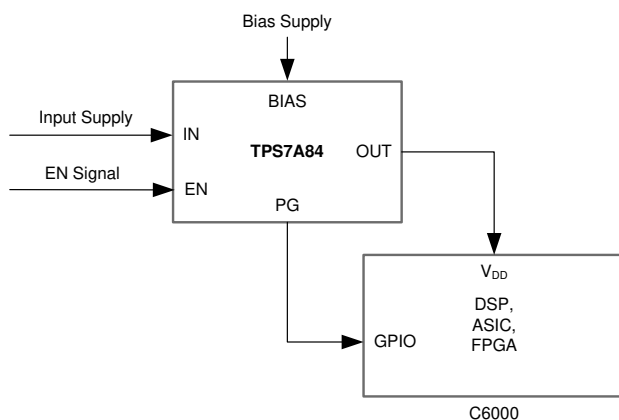 Bias Supply
BIAS
Input Supply
IN
TPS7A84
OUT
EN Signal
EN
PG
VDD
DSP,
ASIC,
FPGA
GPIO
C6000